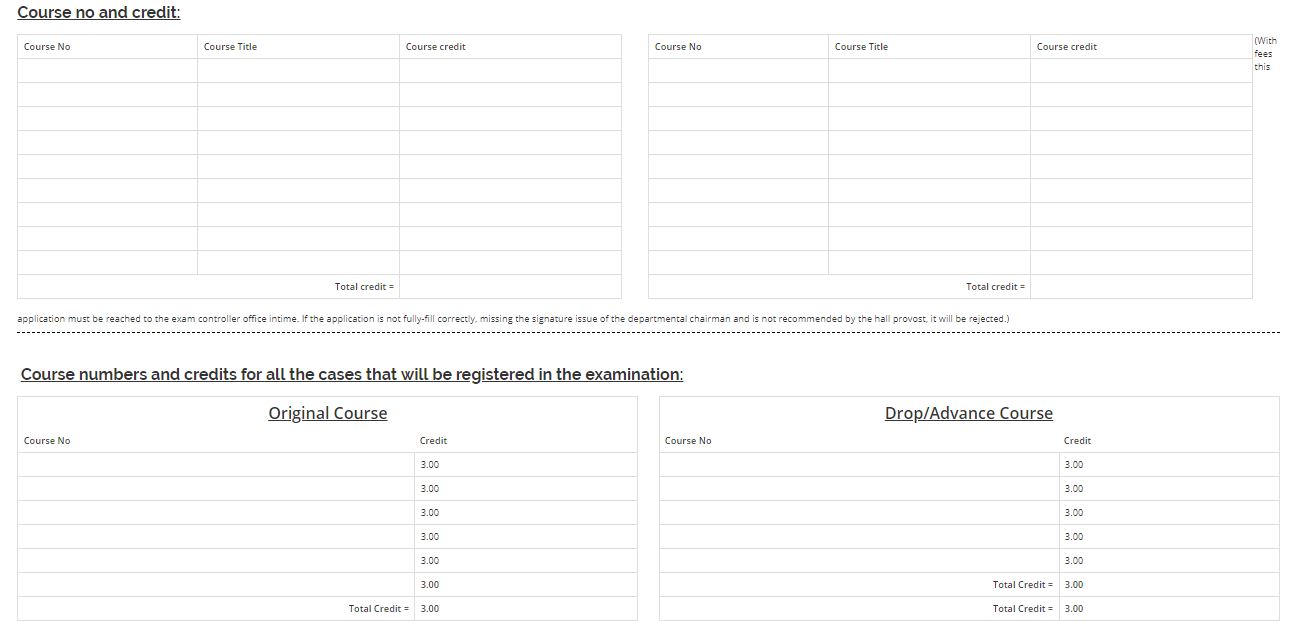 Course no and credit:
Course No Course Title Course credit Course No Course Title Course credit (With
fees
this
Total credit = Total credit =
application must be reached to the exam controller office intime. If the application is not fully-fill correctly, missing the signature issue of the departmental chairman and is not recommended by the hall provost, it will be rejected.)
Course numbers and credits for all the cases that will be registered in the examination:
Original Course
Course No Credit
3.00
3.00
3.00
3.00
3.00
3.00
Total Credit = 3.00
Drop/Advance Course
Course No Credit
3.00
3.00
3.00
3.00
3.00
Total Credit = 3.00
Total Credit = 3.00